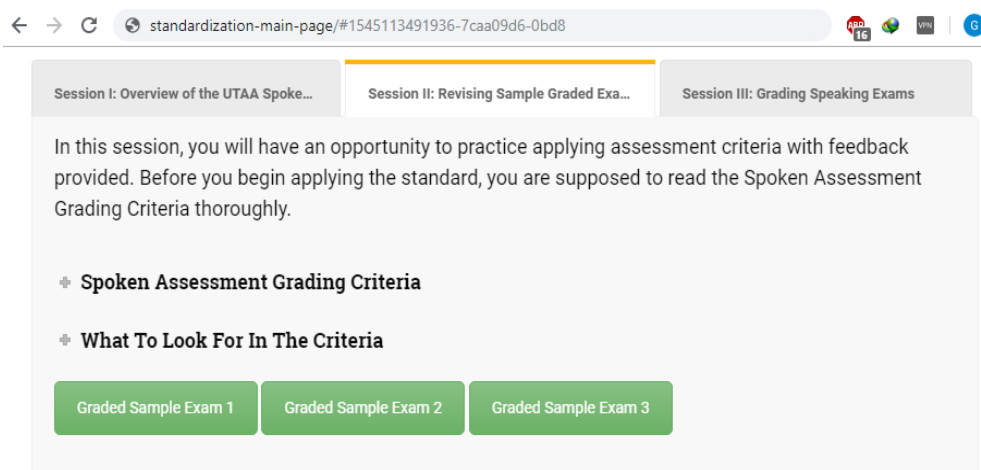 standardization-main-page/#1545113491936-7caa09d6-0bd8
ABP
16
VPN
G
Session I: Overview of the UTAA Spoke...
Session II: Revising Sample Graded Exa...
Session III: Grading Speaking Exams
In this session, you will have an opportunity to practice applying assessment criteria with feedback
provided. Before you begin applying the standard, you are supposed to read the Spoken Assessment
Grading Criteria thoroughly.
Spoken Assessment Grading Criteria
What To Look For In The Criteria
Graded Sample Exam 1
Graded Sample Exam 2
Graded Sample Exam 3